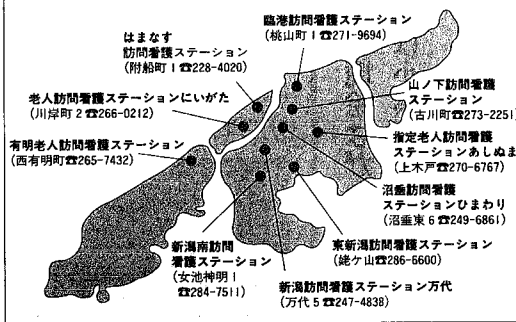 臨港訪問看護ステーション
(桃山町1☎271-9694)
はまなす
訪問看護ステーション
(附船町1☎228-4020)
山ノ下訪問看護
ステーション
(古川町☎273-2251)
老人訪問看護ステーションにいがた
(川岸町2☎266-0212)
指定老人訪問看護
ステーションあしぬま
(上木戸☎270-6767)
有明老人訪問看護ステーション
(西有明町☎265-7432)
沼垂訪問看護
ステーションひまわり
(沼垂東6☎249-6861)
新潟南訪問
看護ステーション
(女池神明1
☎284-7511)
東新潟訪問看護ステーション
(姥ケ山☎286-6600)
新潟訪問看護ステーション万代
(万代5☎247-4838)